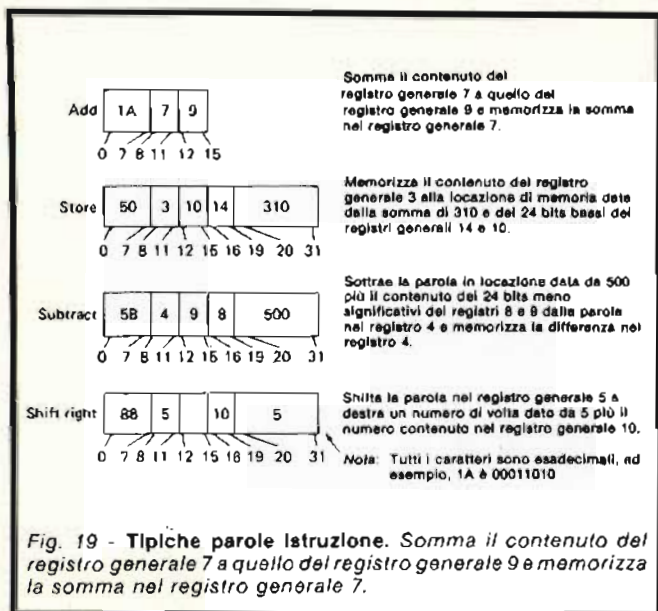 Add 1A 7 9
0 7 8 11 12 15
Somma il contenuto del
registro generale 7 a quello del
registro generale 9 e memorizza la somma
nel registro generale 7.
Store 50 3 10 14 310
0 7 8 11 12 15 16 19 20 31
Memorizza il contenuto del registro
generale 3 alla locazione di memoria data
dalla somma di 310 e dei 24 bits bassi dei
registri generali 14 e 10.
Subtract 5B 4 9 8 500
0 7 8 11 12 15 16 19 20 31
Sottrae la parola in locazione data da 500
più il contenuto dei 24 bits meno
significativi dei registri 8 e 9 dalla parola
nel registro 4 e memorizza la differenza nel
registro 4.
Shift right 88 5 10 5
0 7 8 11 12 15 16 19 20 31
Shifta la parola nel registro generale 5 a
destra un numero di volta dato da 5 più il
numero contenuto nel registro generale 10.
Nota: Tutti i caratteri sono esadecimali, ad
esempio, 1A è 00011010
Fig. 19 - Tipiche parole istruzione. Somma il contenuto del
registro generale 7 a quello del registro generale 9 e memorizza
la somma nel registro generale 7.